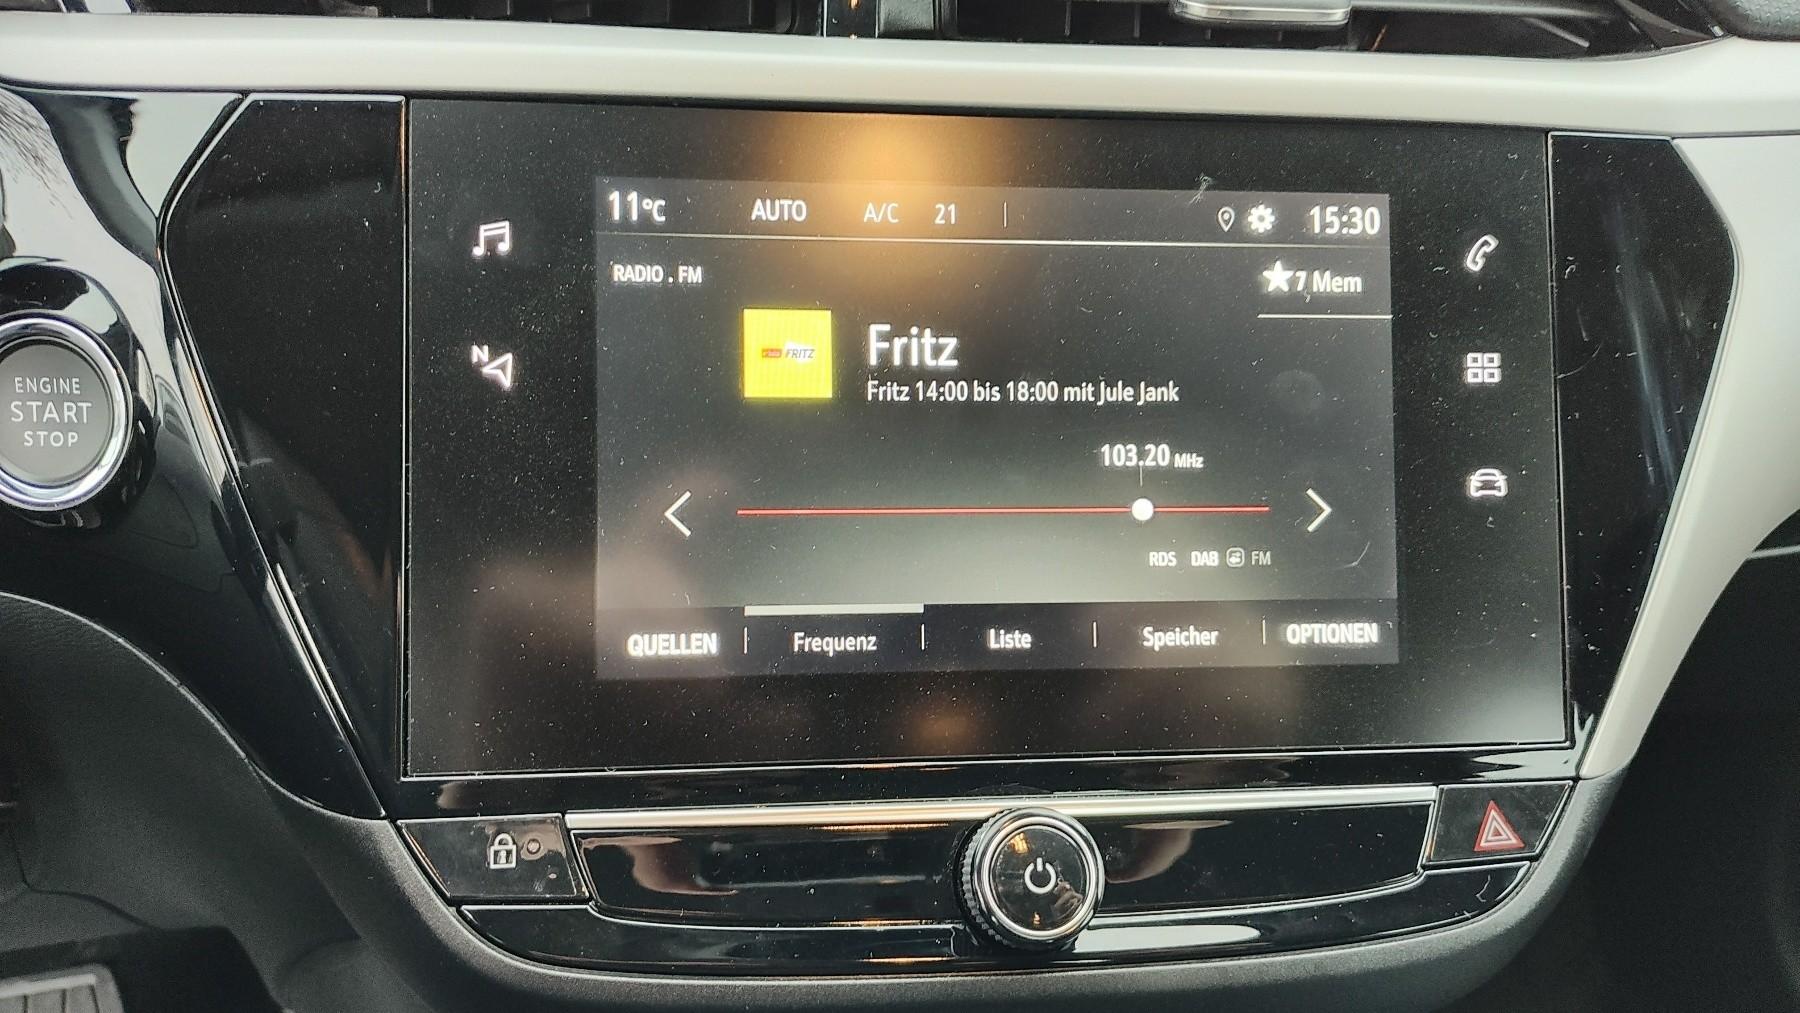 11°C AUTO A/C 21 15:30
RADIO . FM
★7 Mem
FRITZ
Fritz
Fritz 14:00 bis 18:00 mit Jule Jank
103.20 MHz
RDS DAB FM
QUELLEN Frequenz Liste Speicher OPTIONEN
N
ENGINE
START
STOP